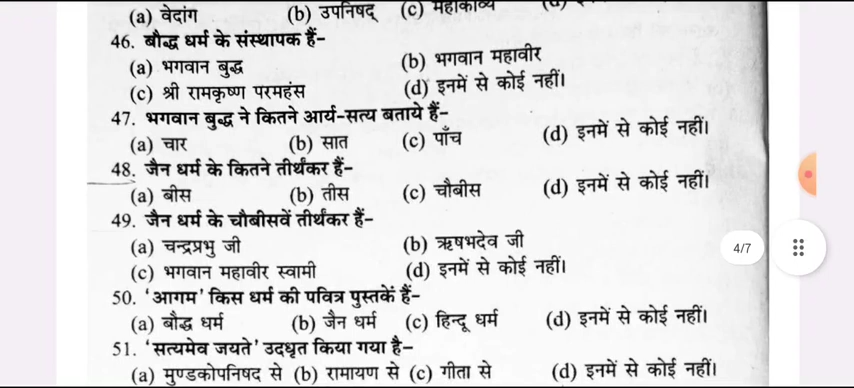 (a) वेदांग (b) उपनिषद् (c) महाकाव्य
46. बौद्ध धर्म के संस्थापक हैं-
(a) भगवान बुद्ध (b) भगवान महावीर
(c) श्री रामकृष्ण परमहंस (d) इनमें से कोई नहीं।
47. भगवान बुद्ध ने कितने आर्य-सत्य बताये हैं-
(a) चार (b) सात (c) पाँच (d) इनमें से कोई नहीं।
48. जैन धर्म के कितने तीर्थंकर हैं-
(a) बीस (b) तीस (c) चौबीस (d) इनमें से कोई नहीं।
49. जैन धर्म के चौबीसवें तीर्थंकर हैं-
(a) चन्द्रप्रभु जी (b) ऋषभदेव जी
(c) भगवान महावीर स्वामी (d) इनमें से कोई नहीं।
4/7
50. 'आगम' किस धर्म की पवित्र पुस्तकें हैं-
(a) बौद्ध धर्म (b) जैन धर्म (c) हिन्दू धर्म (d) इनमें से कोई नहीं।
51. 'सत्यमेव जयते' उदधृत किया गया है-
(a) मुण्डकोपनिषद से (b) रामायण से (c) गीता से (d) इनमें से कोई नहीं।